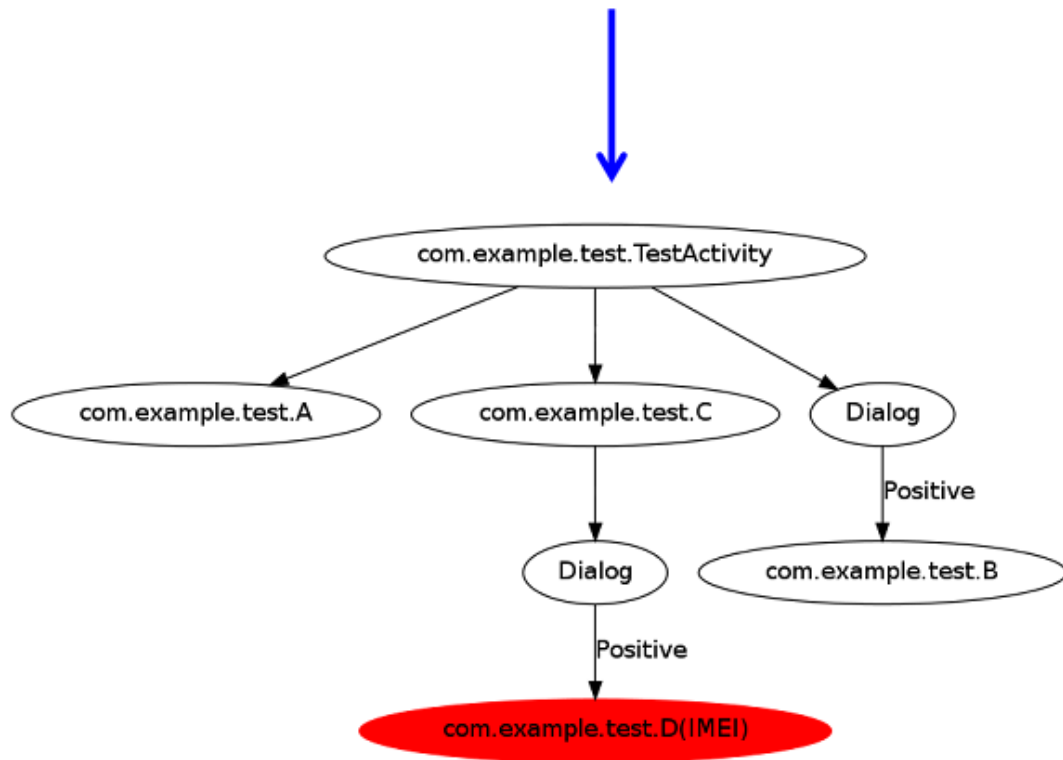 com.example.test.TestActivity
com.example.test.A
com.example.test.C
Dialog
Positive
Dialog
com.example.test.B
Positive
com.example.test.D(IMEI)